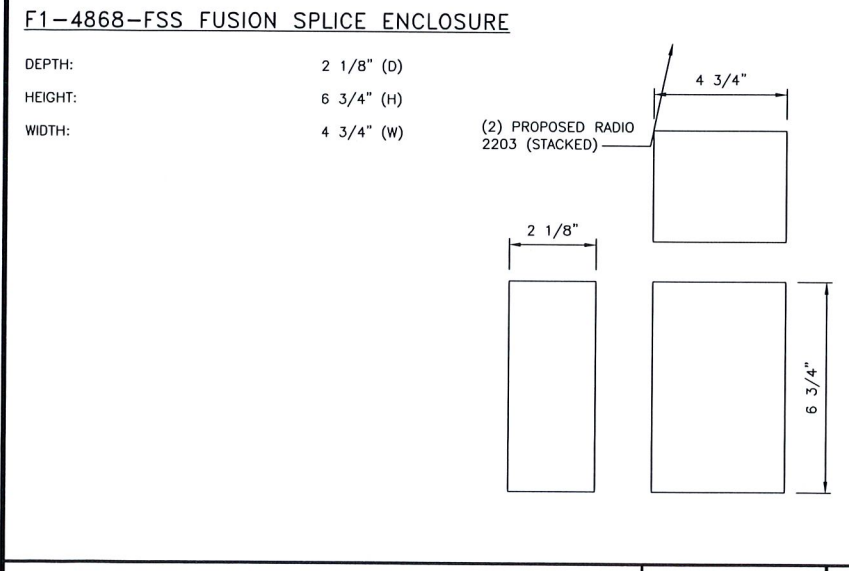 F1-4868-FSS FUSION SPLICE ENCLOSURE
DEPTH: 2 1/8" (D)
HEIGHT: 6 3/4" (H)
WIDTH: 4 3/4" (W)
4 3/4"
(2) PROPOSED RADIO
2203 (STACKED)
2 1/8"
6 3/4"